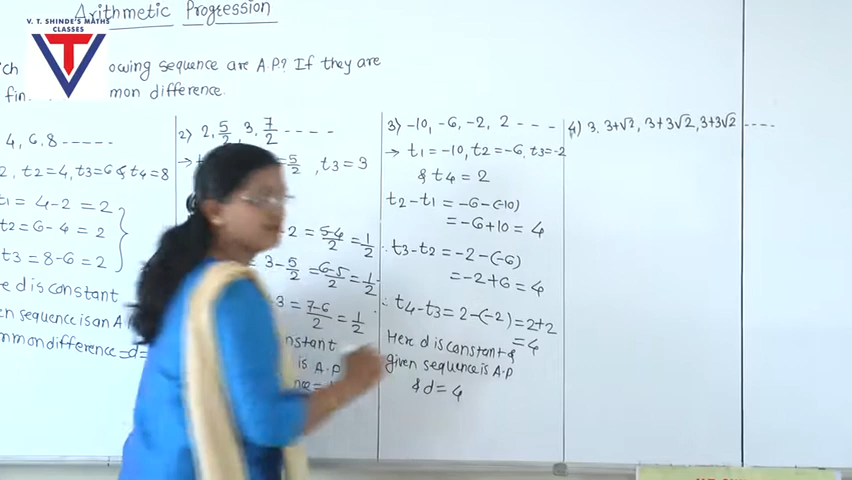 Arithmetic Progression
V. T. SHINDE'S MATHS
CLASSES
VT
owing sequence are A.P? If they are
fin mon difference.
4, 6, 8 -----
2, t2=4, t3=6 & t4=8
t1 = 4-2 = 2
t2 = 6-4 = 2
t3 = 8-6 = 2
e d is constant
en sequence is an A
mmon difference = d =
2) 2, 5/2, 3, 7/2 ----
→ = 5/2, t3 = 3
-2 = 5-4/2 = 1/2
= 3-5/2 = 6-5/2 = 1/2
-3 = 7-6/2 = 1/2
nstant
is A.P
3) -10, -6, -2, 2 - - - -
→ t1 = -10, t2 = -6, t3 = -2
& t4 = 2
t2-t1 = -6-(-10)
= -6+10 = 4
∴ t3-t2 = -2-(-6)
= -2+6 = 4
∴ t4-t3 = 2-(-2) = 2+2
= 4
Here d is constant &
given sequence is A.P
& d = 4
4) 3, 3+√2, 3+3√2, 3+3√2 ----